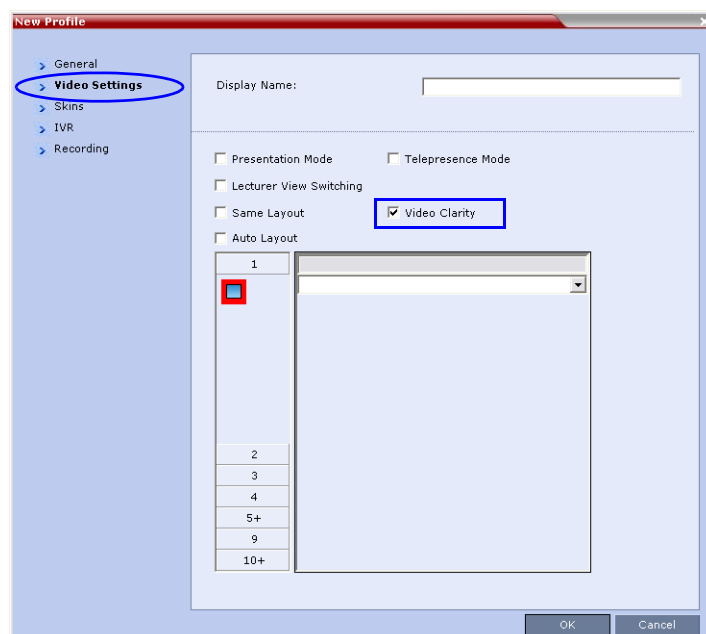 New Profile
General
Video Settings
Skins
IVR
Recording
Display Name:
Presentation Mode Telepresence Mode
Lecturer View Switching
Same Layout Video Clarity
Auto Layout
1
2
3
4
5+
9
10+
OK Cancel